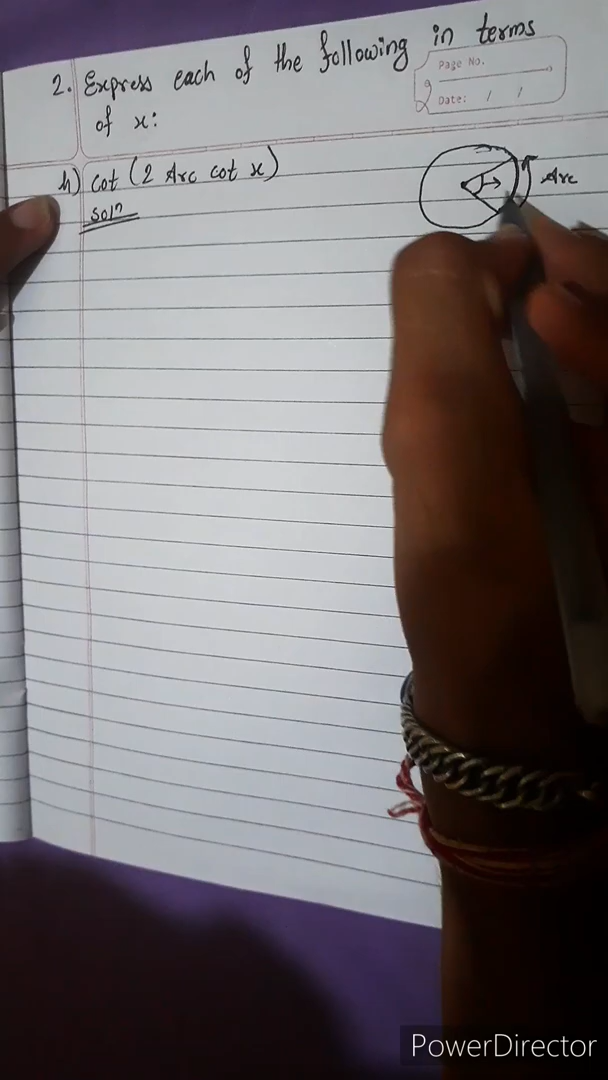 2. Express each of the following in terms
Page No.
Date: / /
of x:
h) cot (2 Arc cot x)
Arc
Soln
PowerDirector